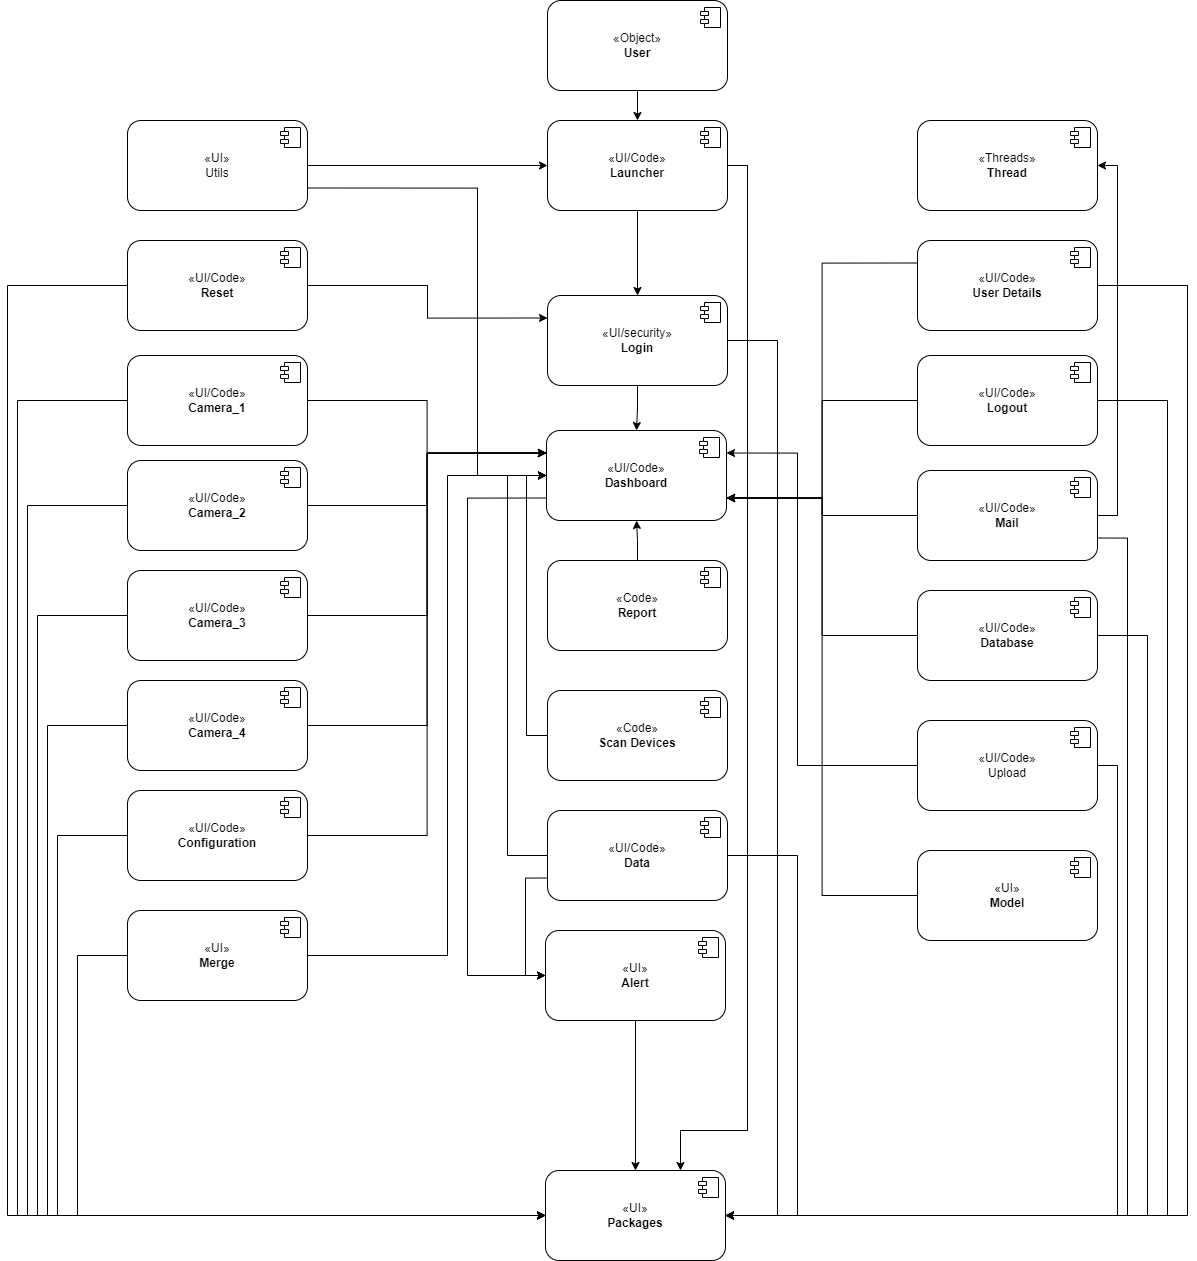 «Object»
User
«UI»
Utils
«UI/Code»
Launcher
«Threads»
Thread
«UI/Code»
Reset
«UI/security»
Login
«UI/Code»
User Details
«UI/Code»
Camera_1
«UI/Code»
Logout
«UI/Code»
Camera_2
«UI/Code»
Dashboard
«UI/Code»
Mail
«UI/Code»
Camera_3
«Code»
Report
«UI/Code»
Database
«UI/Code»
Camera_4
«Code»
Scan Devices
«UI/Code»
Upload
«UI/Code»
Configuration
«UI/Code»
Data
«UI»
Model
«UI»
Merge
«UI»
Alert
«UI»
Packages